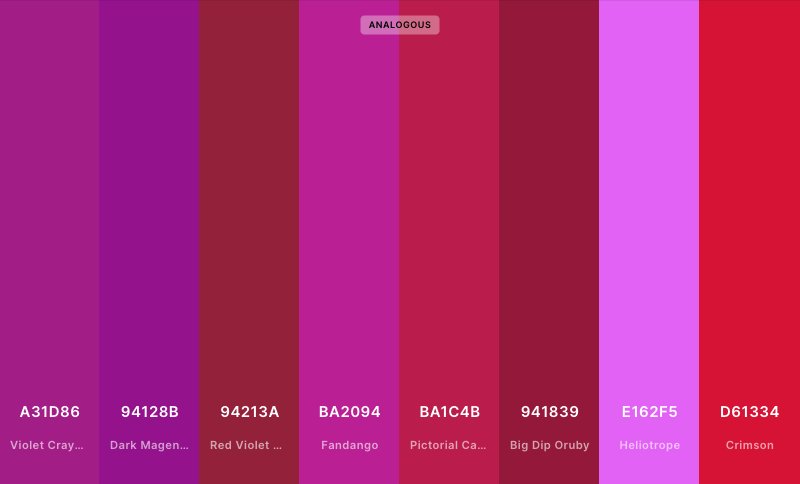 ANALOGOUS
A31D86 94128B 94213A BA2094 BA1C4B 941839 E162F5 D61334
Violet Cray... Dark Magen... Red Violet ... Fandango Pictorial Ca... Big Dip Oruby Heliotrope Crimson